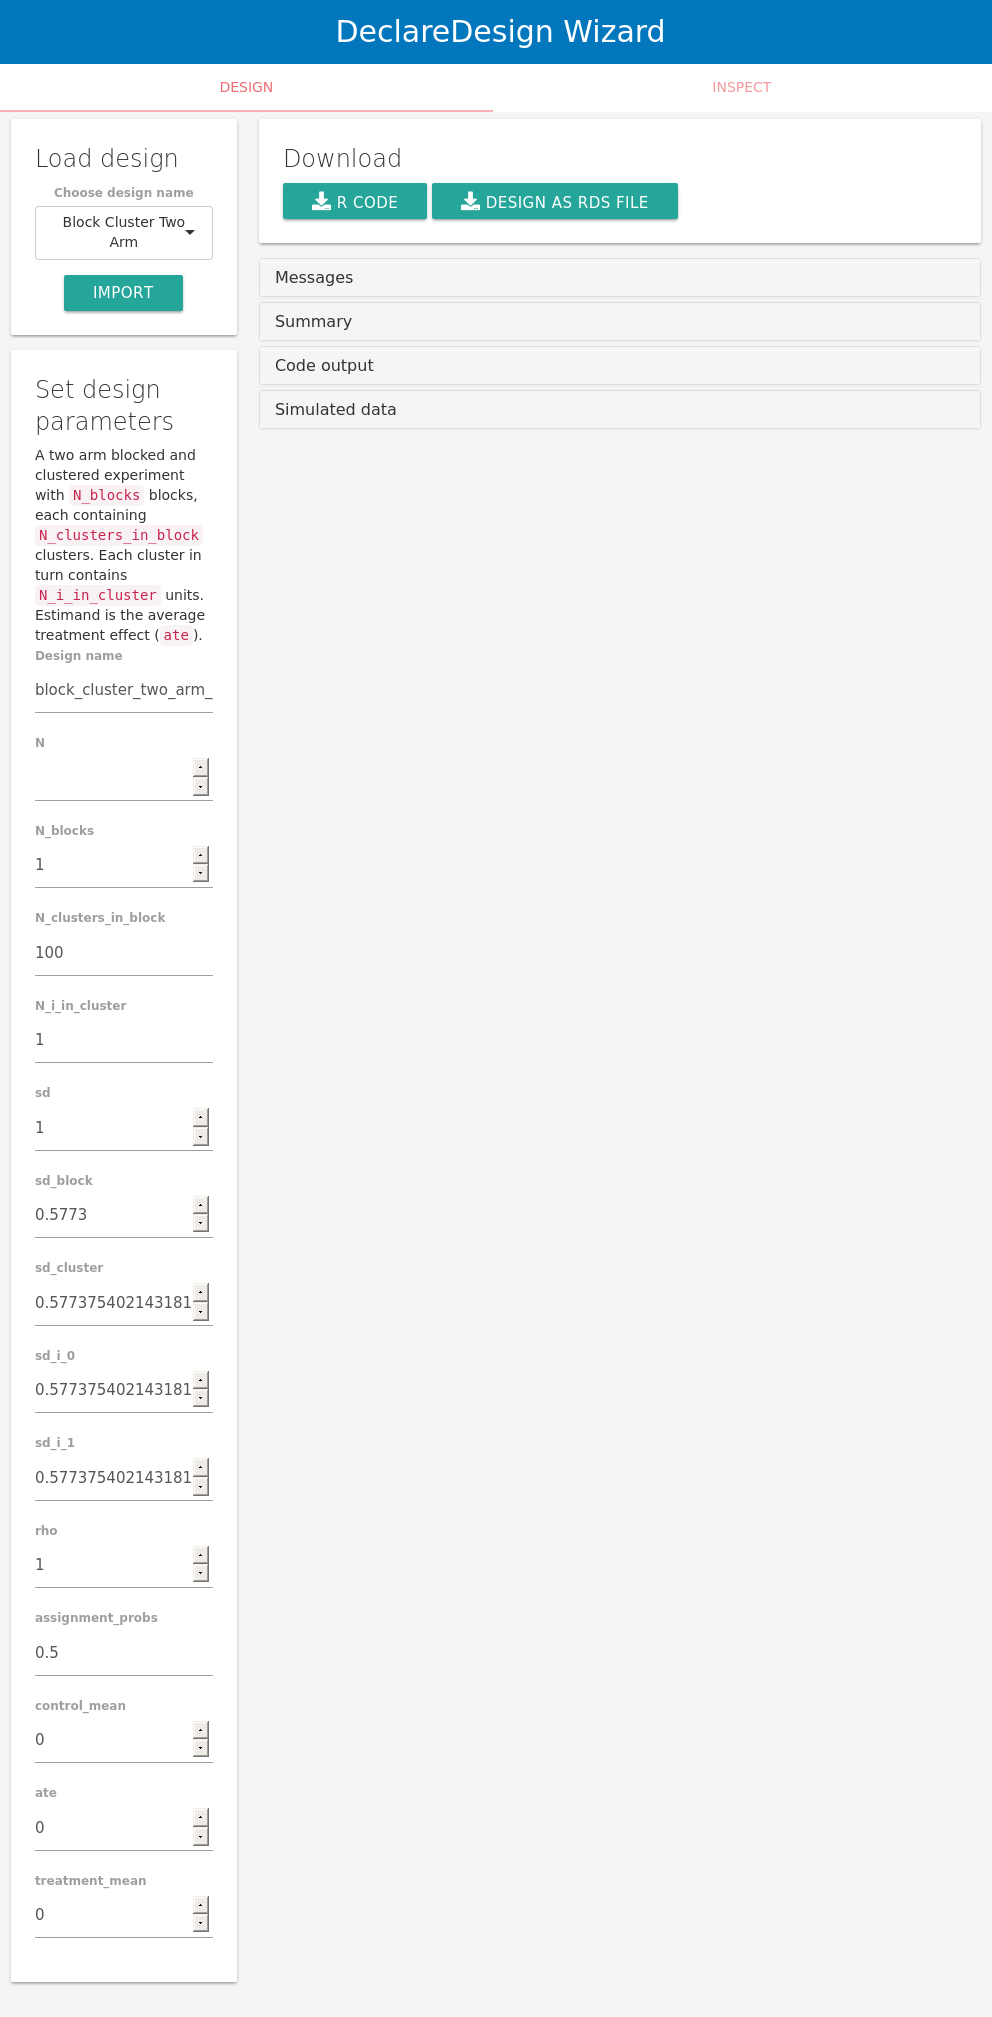 DeclareDesign Wizard
DESIGN
INSPECT
Load design
Choose design name
Block Cluster Two
Arm
IMPORT
Set design
parameters
A two arm blocked and
clustered experiment
with N_blocks blocks,
each containing
N_clusters_in_block
clusters. Each cluster in
turn contains
N_i_in_cluster units.
Estimand is the average
treatment effect (ate).
Design name
block_cluster_two_arm_
N
N_blocks
1
N_clusters_in_block
100
N_i_in_cluster
1
sd
1
sd_block
0.5773
sd_cluster
0.577375402143181
sd_i_0
0.577375402143181
sd_i_1
0.577375402143181
rho
1
assignment_probs
0.5
control_mean
0
ate
0
treatment_mean
0
Download
R CODE
DESIGN AS RDS FILE
Messages
Summary
Code output
Simulated data